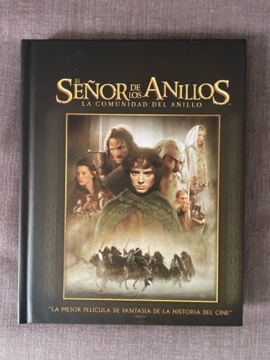 EL
SEÑOR DE LOS ANILLOS
LA COMUNIDAD DEL ANILLO
"LA MEJOR PELÍCULA DE FANTASÍA DE LA HISTORIA DEL CINE"